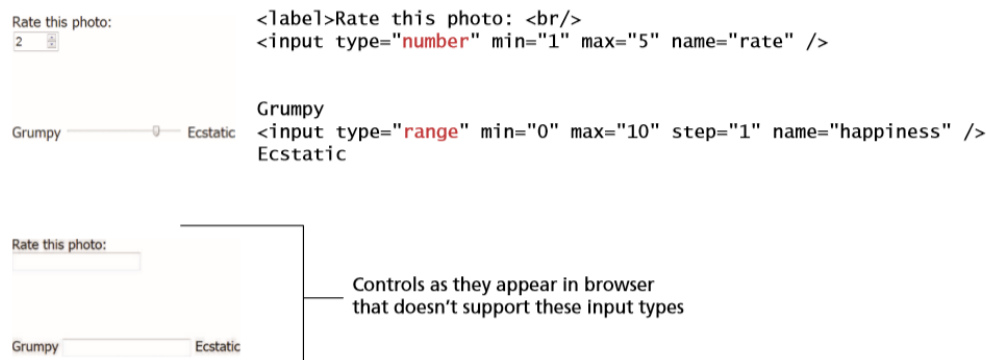 Rate this photo:
2
<label>Rate this photo: <br/>
<input type="number" min="1" max="5" name="rate" />
Grumpy Ecstatic
Grumpy
<input type="range" min="0" max="10" step="1" name="happiness" />
Ecstatic
Rate this photo:
Controls as they appear in browser
that doesn't support these input types
Grumpy Ecstatic